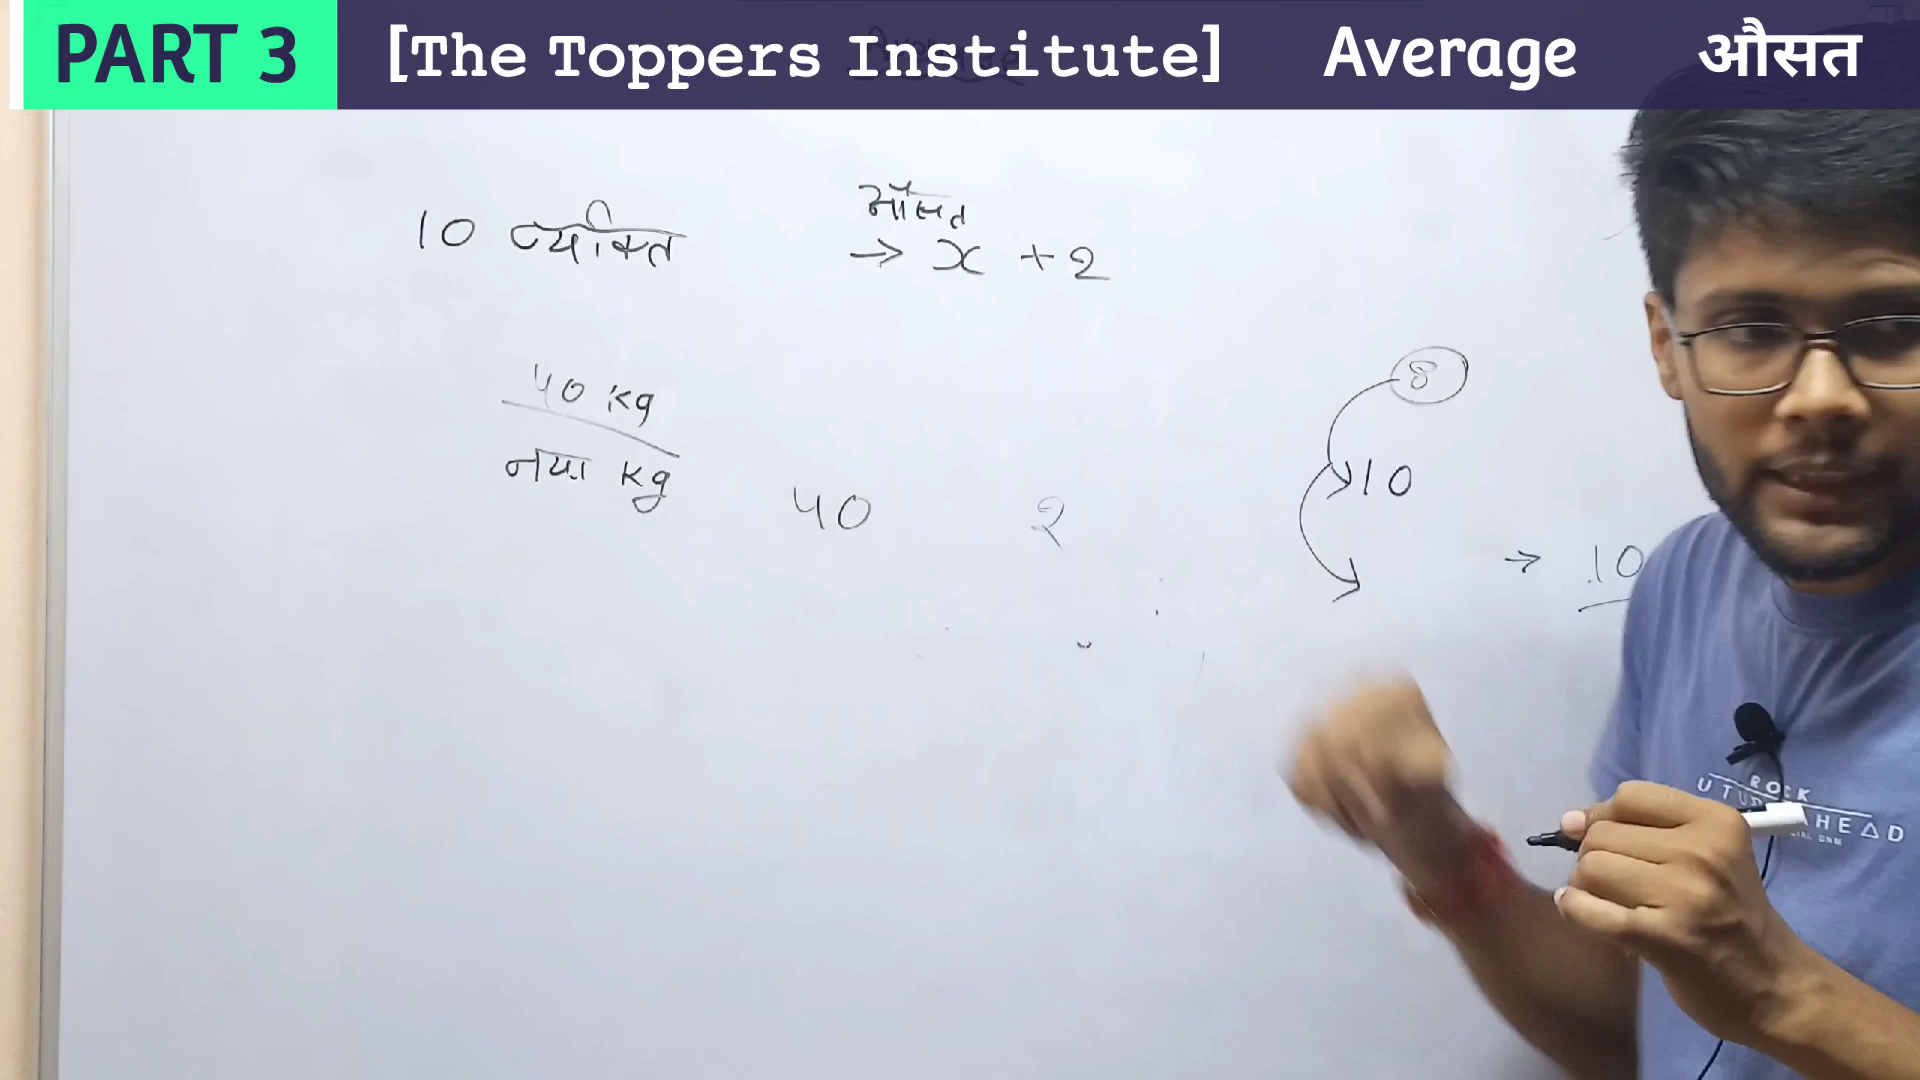 PART 3 [The Toppers Institute] Average औसत
10 व्यक्ति
औसत
→ x + 2
40 kg
नया kg
40 2
8
10
→ 10
ROCK
AHEAD